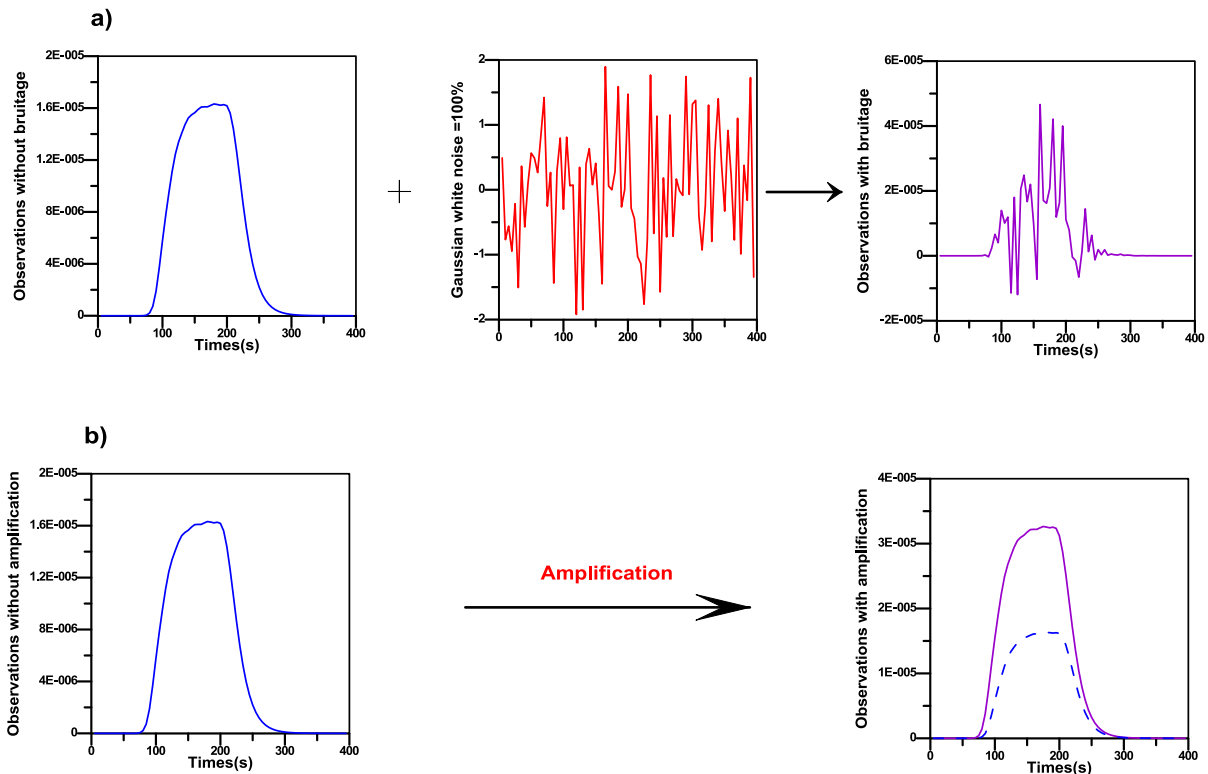 a)
2E-005
1.6E-005
1.2E-005
8E-006
4E-006
0
Observations without bruitage
0 100 200 300 400
Times(s)
+
2
1
0
-1
-2
Gaussian white noise =100%
0 100 200 300 400
6E-005
4E-005
2E-005
0
-2E-005
Observations with bruitage
0 100 200 300 400
Times(s)
b)
2E-005
1.6E-005
1.2E-005
8E-006
4E-006
0
Observations without amplification
0 100 200 300 400
Times(s)
Amplification
4E-005
3E-005
2E-005
1E-005
0
Observations with amplification
0 100 200 300 400
Times(s)